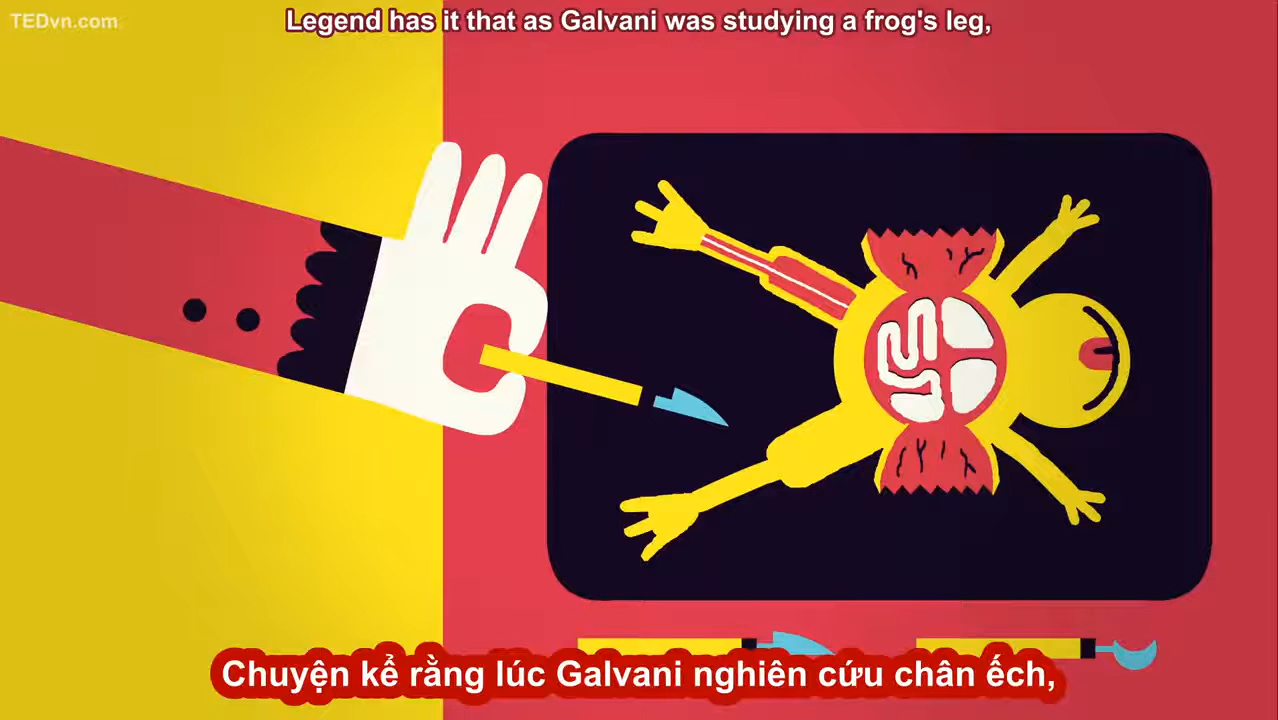 TEDvn.com
Legend has it that as Galvani was studying a frog's leg,
Chuyện kể rằng lúc Galvani nghiên cứu chân ếch,